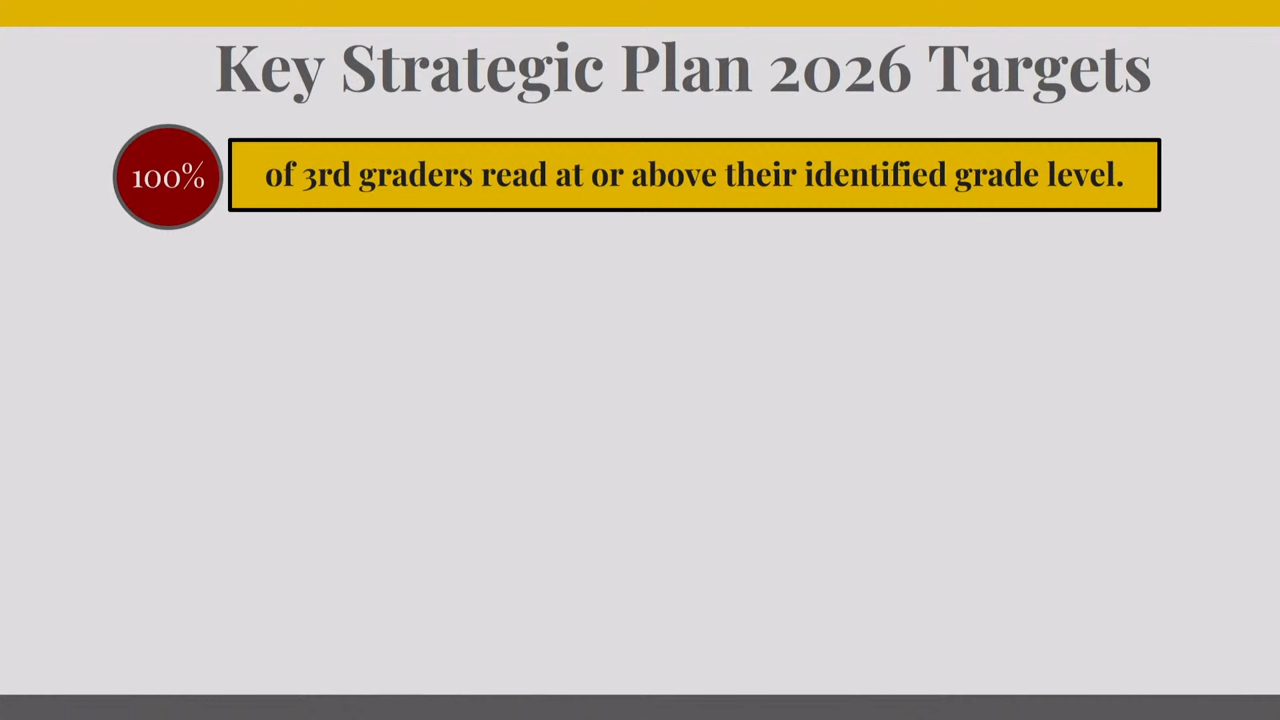 Key Strategic Plan 2026 Targets
100%
of 3rd graders read at or above their identified grade level.